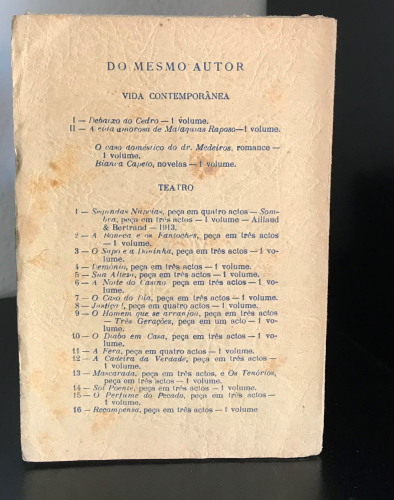 DO MESMO AUTOR
VIDA CONTEMPORÂNEA
I — Debaixo do Cedro — 1 volume.
II — A vida amorosa de Malaquias Raposo — 1 volume.
O caso doméstico do dr. Medeiros, romance —
1 volume.
Bianca Capelo, novelas — 1 volume.
TEATRO
1 — Segundas Núpcias, peça em quatro actos — Som-
bra, peça em três actos — 1 volume — Aillaud
& Bertrand — 1913.
2 — A Boneca e os Fantoches, peça em três actos
— 1 volume.
3 — O Sapo e a Doninha, peça em três actos — 1 vo-
lume.
4 — Demónio, peça em três actos — 1 volume.
5 — Sua Alteza, peça em três actos — 1 volume.
6 — A Noite do Casino, peça em três actos — 1 vo-
lume.
7 — O Caso do Dia, peça em três actos — 1 volume.
8 — Justiça!, peça em quatro actos — 1 volume.
9 — O Homem que se arranjou, peça em três actos
— Três Gerações, peça em um acto — 1 vo-
lume.
10 — O Diabo em Casa, peça em três actos — 1 vo-
lume.
11 — A Fera, peça em quatro actos — 1 volume.
12 — A Cadeira da Verdade, peça em três actos —
1 volume.
13 — Mascarada, peça em três actos, e Os Tenórios,
peça em três actos — 1 volume.
14 — Sol Poente, peça em três actos — 1 volume.
15 — O Perfume do Pecado, peça em três actos —
1 volume.
16 — Recompensa, peça em três actos — 1 volume